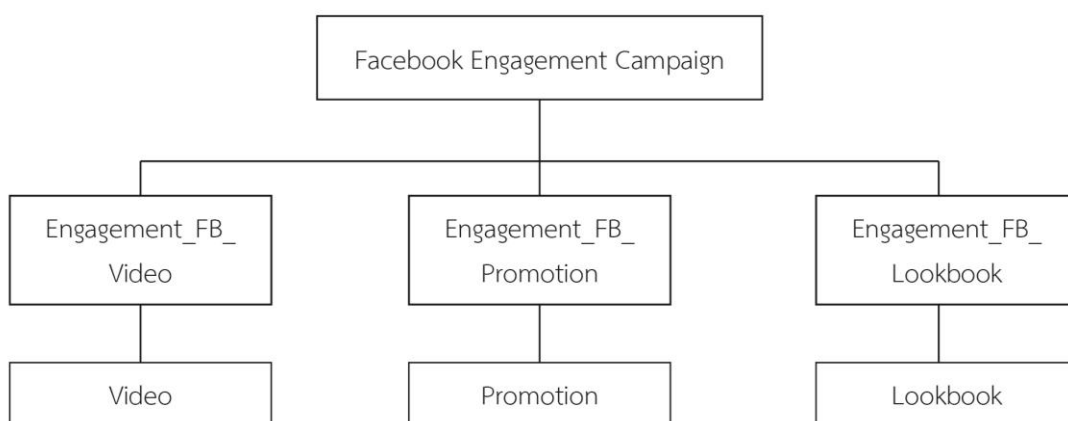 Facebook Engagement Campaign
Engagement_FB_
Video
Engagement_FB_
Promotion
Engagement_FB_
Lookbook
Video
Promotion
Lookbook